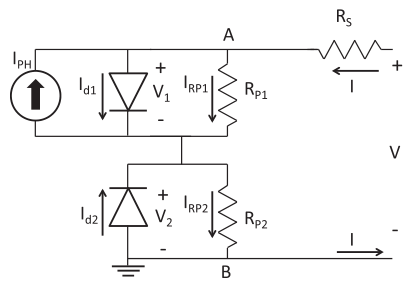 A
R_S
I_PH
+
I_d1
V_1
-
I_RP1
R_P1
I
+
V
I_d2
+
V_2
-
I_RP2
R_P2
I
-
B